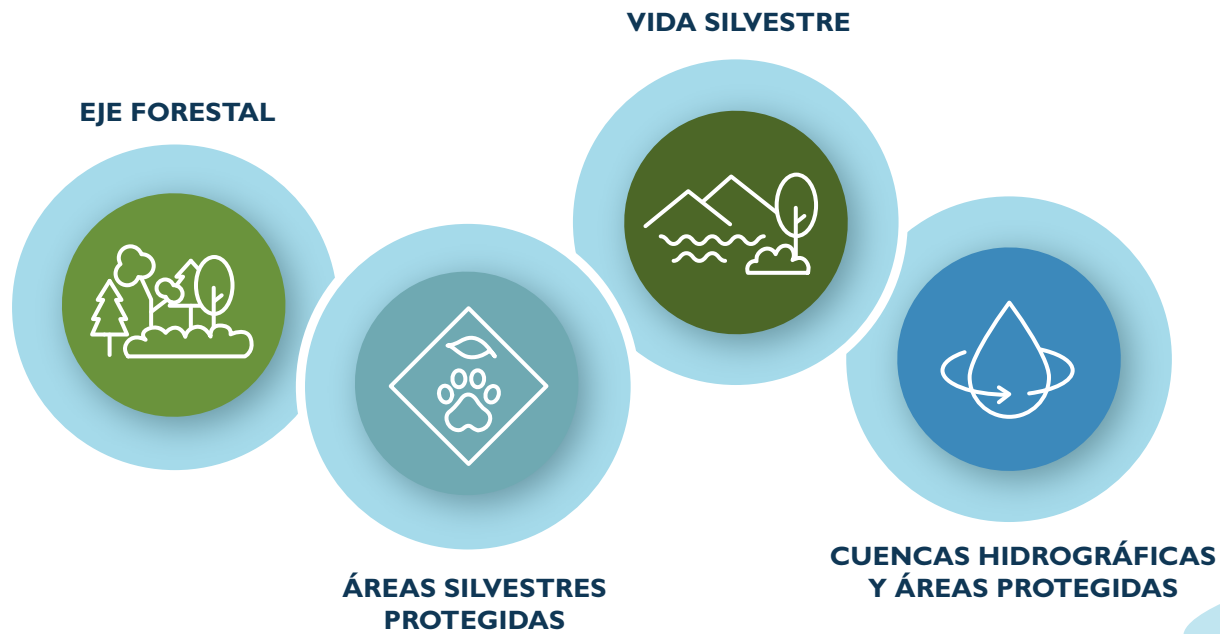 VIDA SILVESTRE
EJE FORESTAL
ÁREAS SILVESTRES
PROTEGIDAS
CUENCAS HIDROGRÁFICAS
Y ÁREAS PROTEGIDAS